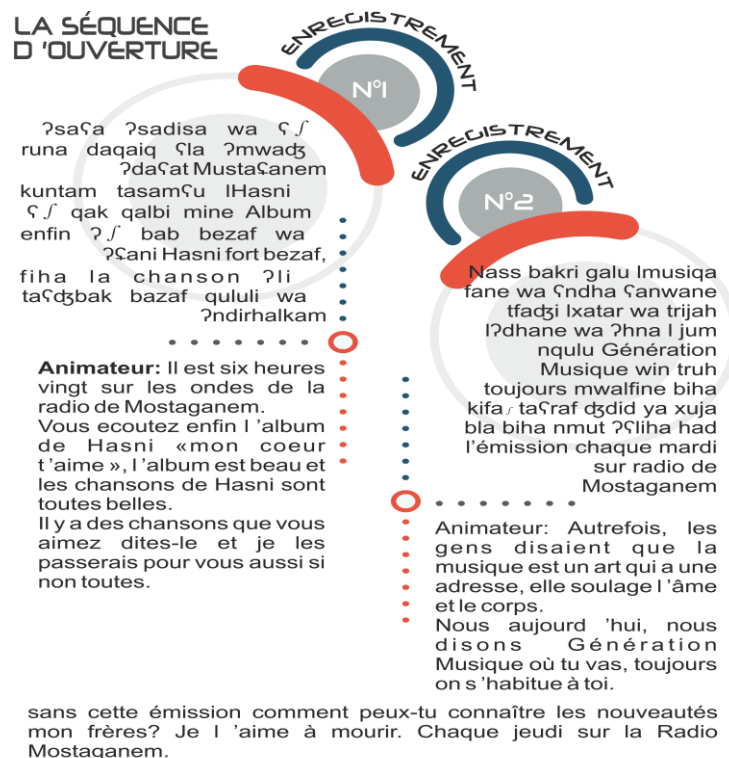 LA SÉQUENCE
D 'OUVERTURE
ENREGISTREMENT
N°1
ʔsaʕa ʔsadisa wa ʕ ʃ
runa daqaiq ʕla ʔmwaʤ
ʔdaʕat Mustaʕanem
kuntam tasamʕu lHasni
ʕ ʃ qak qalbi mine Album
enfin ʔ ʃ bab bezaf wa
ʔʕani Hasni fort bezaf,
fiha la chanson ʔli
taʕʤbak bazaf qululi wa
ʔndirhalkam
Animateur: Il est six heures
vingt sur les ondes de la
radio de Mostaganem.
Vous ecoutez enfin l 'album
de Hasni «mon coeur
t 'aime », l 'album est beau et
les chansons de Hasni sont
toutes belles.
Il y a des chansons que vous
aimez dites-le et je les
passerais pour vous aussi si
non toutes.
ENREGISTREMENT
N°2
Nass bakri galu lmusiqa
fane wa ʕndha ʕanwane
tfaʤi lxatar wa trijah
lʔdhane wa ʔhna l jum
nqulu Génération
Musique win truh
toujours mwalfine biha
kifaʃ taʕraf ʤdid ya xuja
bla biha nmut ʔʕliha had
l'émission chaque mardi
sur radio de
Mostaganem
Animateur: Autrefois, les
gens disaient que la
musique est un art qui a une
adresse, elle soulage l 'âme
et le corps.
Nous aujourd 'hui, nous
disons Génération
Musique où tu vas, toujours
on s 'habitue à toi.
sans cette émission comment peux-tu connaître les nouveautés
mon frères? Je l 'aime à mourir. Chaque jeudi sur la Radio
Mostaganem.